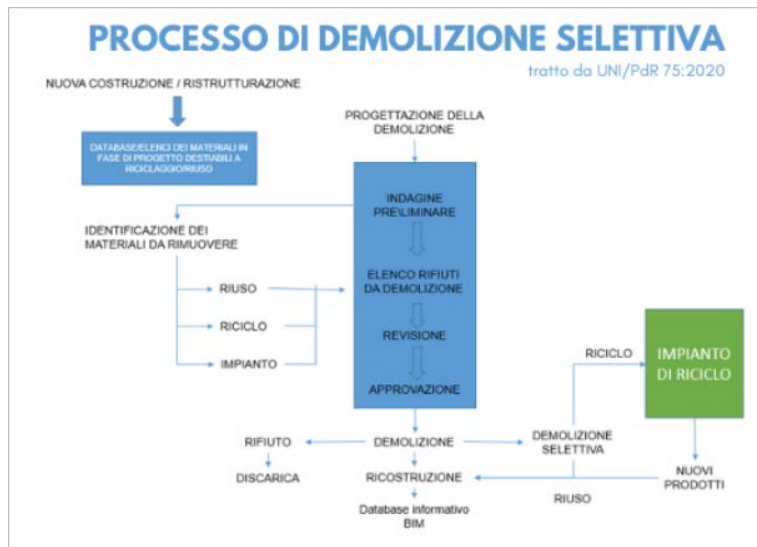 PROCESSO DI DEMOLIZIONE SELETTIVA
tratto da UNI/PdR 75:2020
NUOVA COSTRUZIONE / RISTRUTTURAZIONE
PROGETTAZIONE DELLA
DEMOLIZIONE
DATABASE/ELENCI DEI MATERIALI IN
FASE DI PROGETTO DESTIABILI A
RICICLAGGIO/RIUSO
INDAGINE
PRE\LIMINARE
IDENTIFICAZIONE DEI
MATERIALI DA RIMUOVERE
ELENCO RIFIUTI
DA DEMOLIZIONE
RIUSO
RICICLO
IMPIANTO
REVISIONE
APPROVAZIONE
RICICLO
IMPIANTO
DI RICICLO
RIFIUTO
DEMOLIZIONE
DEMOLIZIONE
SELETTIVA
DISCARICA
RICOSTRUZIONE
RIUSO
NUOVI
PRODOTTI
Database informativo
BIM